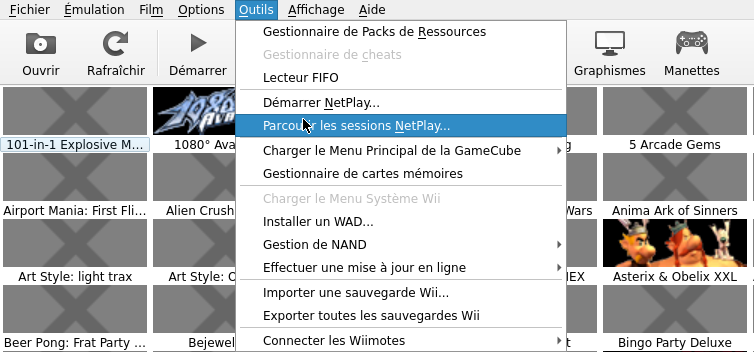 Fichier Émulation Film Options Outils Affichage Aide
Ouvrir Rafraîchir Démarrer Graphismes Manettes
Gestionnaire de Packs de Ressources
Gestionnaire de cheats
Lecteur FIFO
Démarrer NetPlay...
Parcourir les sessions NetPlay...
Charger le Menu Principal de la GameCube
Gestionnaire de cartes mémoires
Charger le Menu Système Wii
Installer un WAD...
Gestion de NAND
Effectuer une mise à jour en ligne
Importer une sauvegarde Wii...
Exporter toutes les sauvegardes Wii
Connecter les Wiimotes
101-in-1 Explosive M... 1080° Ava 5 Arcade Gems
Airport Mania: First Fli... Alien Crush Wars Anima Ark of Sinners
Art Style: light trax Art Style: O Asterix & Obelix XXL
Beer Pong: Frat Party ... Bejewel Bingo Party Deluxe